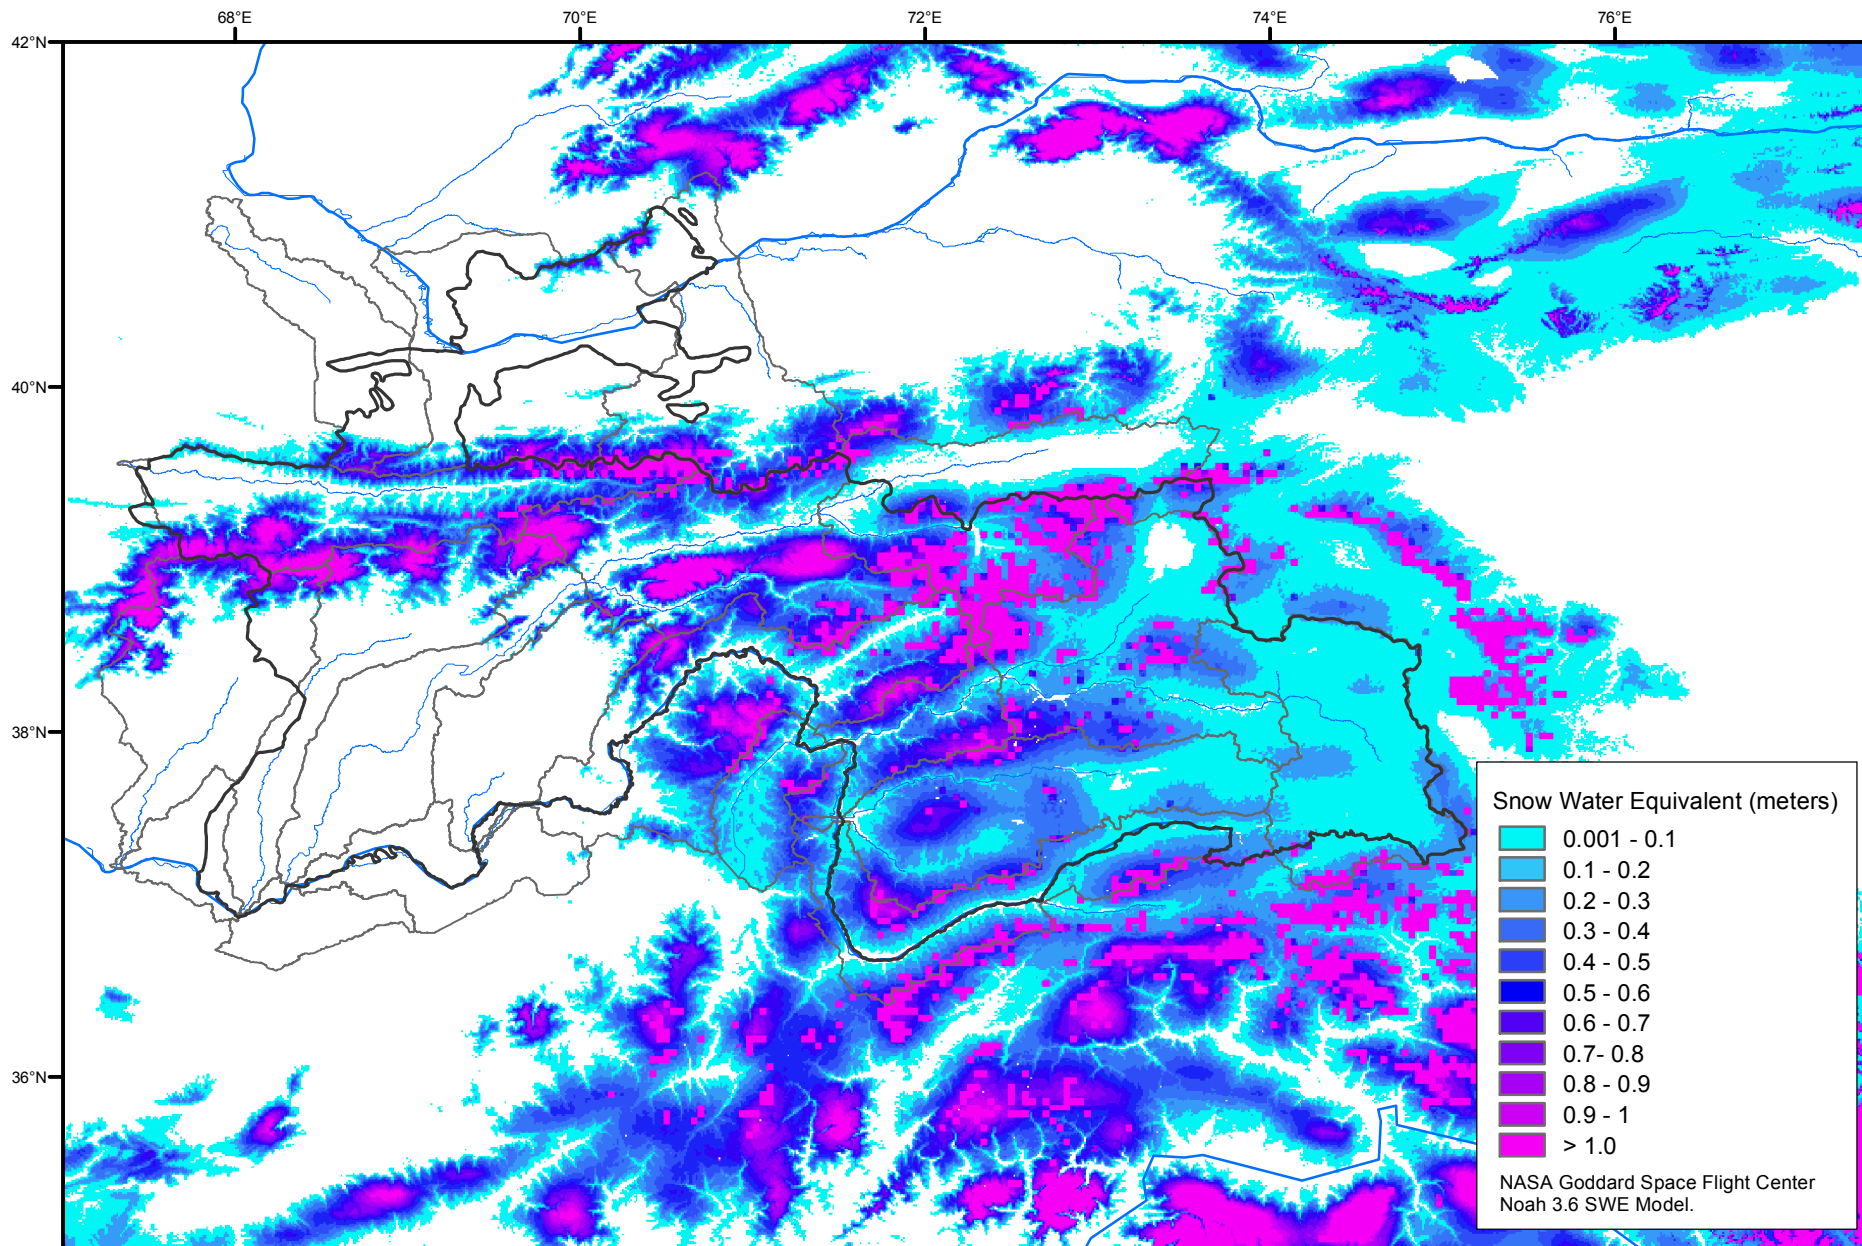 68°E 70°E 72°E 74°E 76°E
42°N
40°N
38°N
36°N
Snow Water Equivalent (meters)
0.001 - 0.1
0.1 - 0.2
0.2 - 0.3
0.3 - 0.4
0.4 - 0.5
0.5 - 0.6
0.6 - 0.7
0.7- 0.8
0.8 - 0.9
0.9 - 1
> 1.0
NASA Goddard Space Flight Center
Noah 3.6 SWE Model.